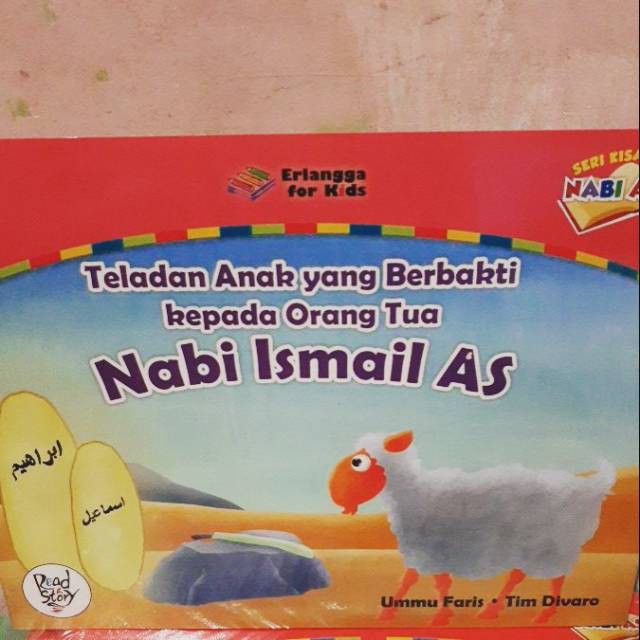 Erlangga
for Kids
SERI KISA
NABI A
Teladan Anak yang Berbakti
kepada Orang Tua
Nabi Ismail As
ابراهيم
اسماعيل
Read
Story
Ummu Faris • Tim Divaro